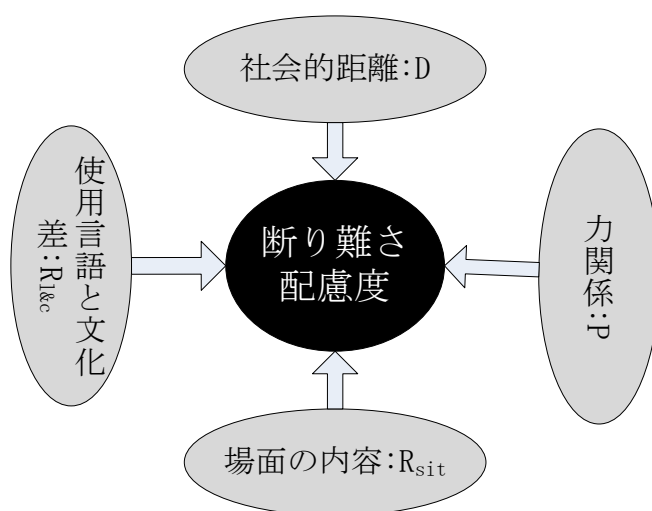 社会的距離:D
使用言語と文化
差:Rl&c
断り難さ
配慮度
力関係:P
場面の内容:Rsit